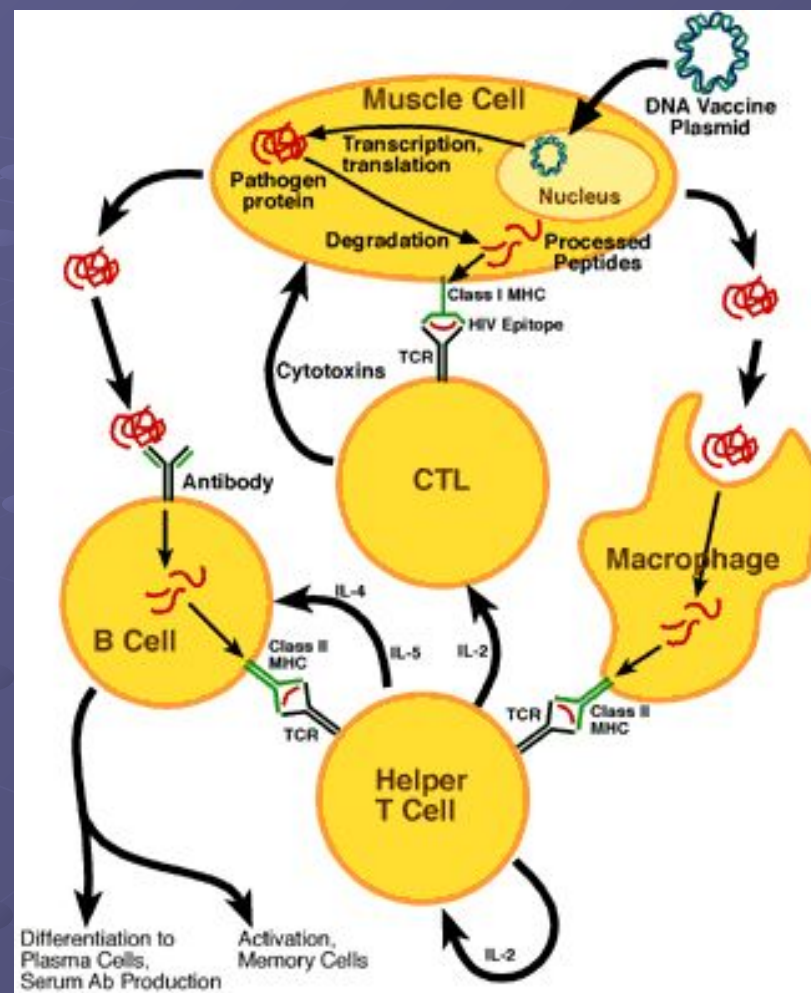 DNA Vaccine
Plasmid
Muscle Cell
Transcription,
translation
Nucleus
Pathogen
protein
Degradation
Processed
Peptides
Class I MHC
HIV Epitope
TCR
Cytotoxins
CTL
Antibody
Macrophage
B Cell
IL-4
IL-5
IL-2
Class II
MHC
TCR
TCR
Class II
MHC
Helper
T Cell
IL-2
Differentiation to
Plasma Cells,
Serum Ab Production
Activation,
Memory Cells